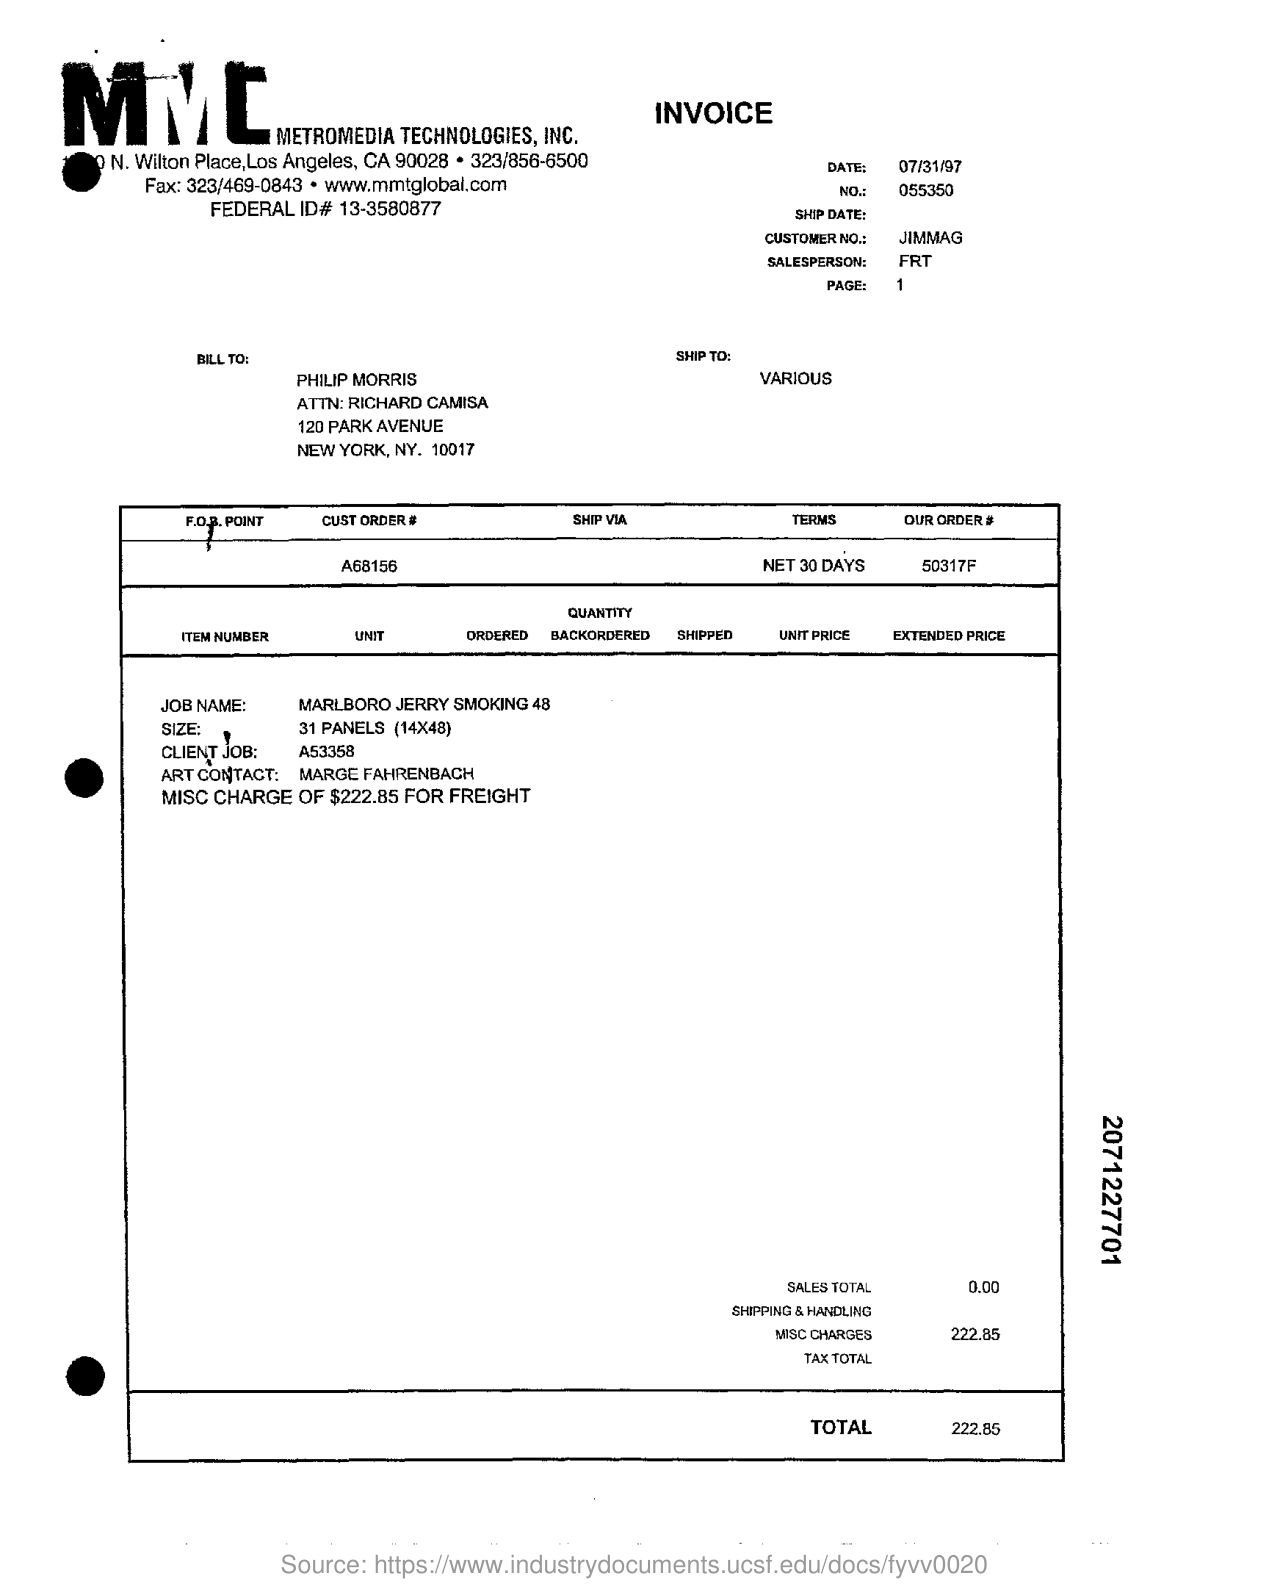 MMT
METROMEDIA TECHNOLOGIES, INC.
N. Wilton Place, Los Angeles, CA 90028 • 323/856-6500
Fax: 323/469-0843 • www.mmtglobal.com
FEDERAL ID# 13-3580877
INVOICE
DATE: 07/31/97
NO.: 055350
SHIP DATE:
CUSTOMER NO.: JIMMAG
SALESPERSON: FRT
PAGE: 1
BILL TO:
PHILIP MORRIS
ATTN: RICHARD CAMISA
120 PARK AVENUE
NEW YORK, NY. 10017
SHIP TO:
VARIOUS
F.O.B. POINT CUST ORDER # SHIP VIA TERMS OUR ORDER #
A68156 NET 30 DAYS 50317F
QUANTITY
ITEM NUMBER UNIT ORDERED BACKORDERED SHIPPED UNIT PRICE EXTENDED PRICE
JOB NAME: MARLBORO JERRY SMOKING 48
SIZE: 31 PANELS (14X48)
CLIENT JOB: A53358
ART CONTACT: MARGE FAHRENBACH
MISC CHARGE OF $222.85 FOR FREIGHT
SALES TOTAL 0.00
SHIPPING & HANDLING
MISC CHARGES 222.85
TAX TOTAL
TOTAL 222.85
2071227701
Source: https://www.industrydocuments.ucsf.edu/docs/fyvv0020